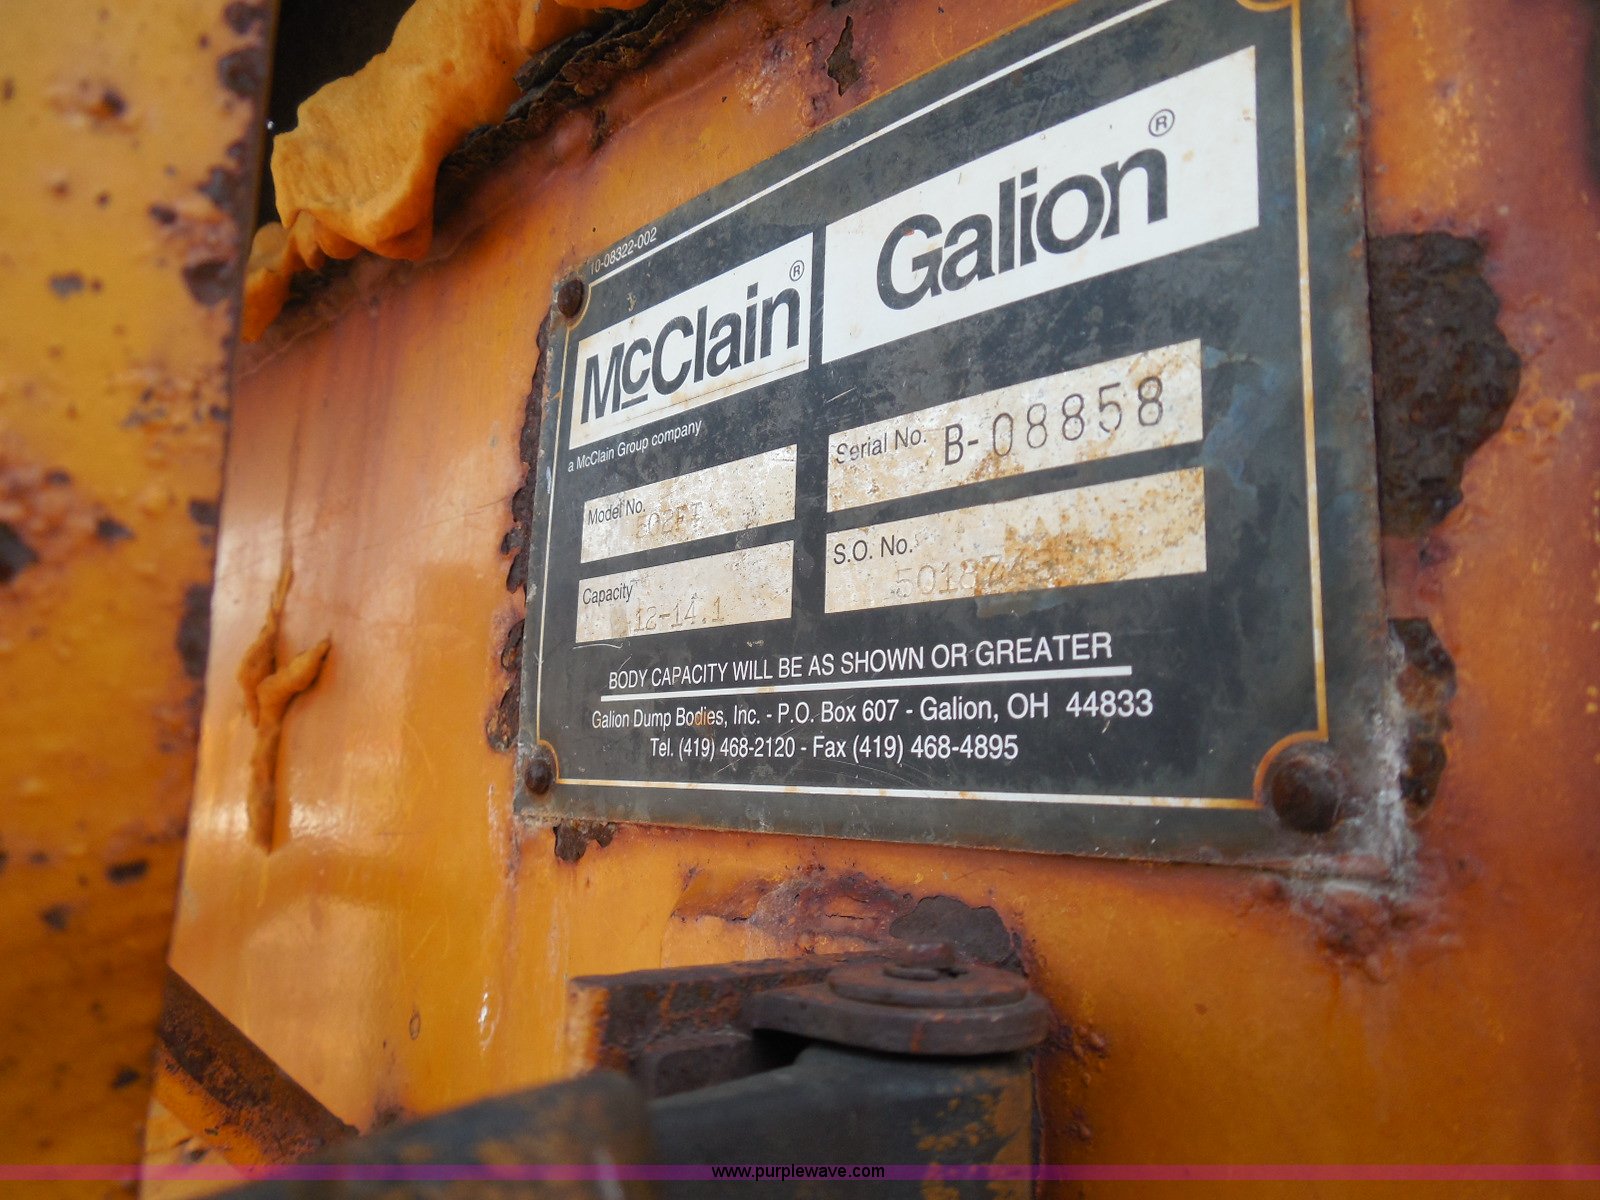 10-08322-002
McClain®
Galion®
a McClain Group company
Model No.
Serial No. B-08858
Capacity 12-14.1
S.O. No.
BODY CAPACITY WILL BE AS SHOWN OR GREATER
Galion Dump Bodies, Inc. - P.O. Box 607 - Galion, OH 44833
Tel. (419) 468-2120 - Fax (419) 468-4895
www.purplewave.com